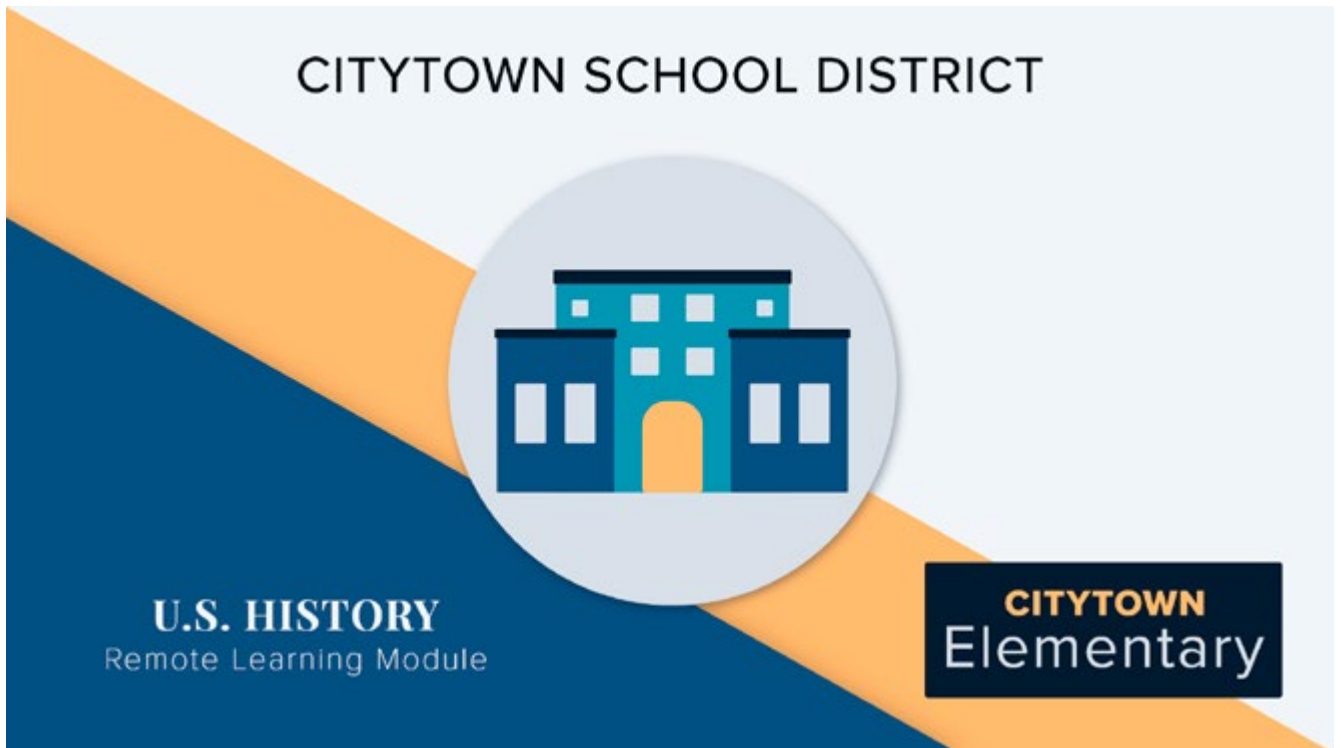 CITYTOWN SCHOOL DISTRICT
U.S. HISTORY
Remote Learning Module
CITYTOWN
Elementary